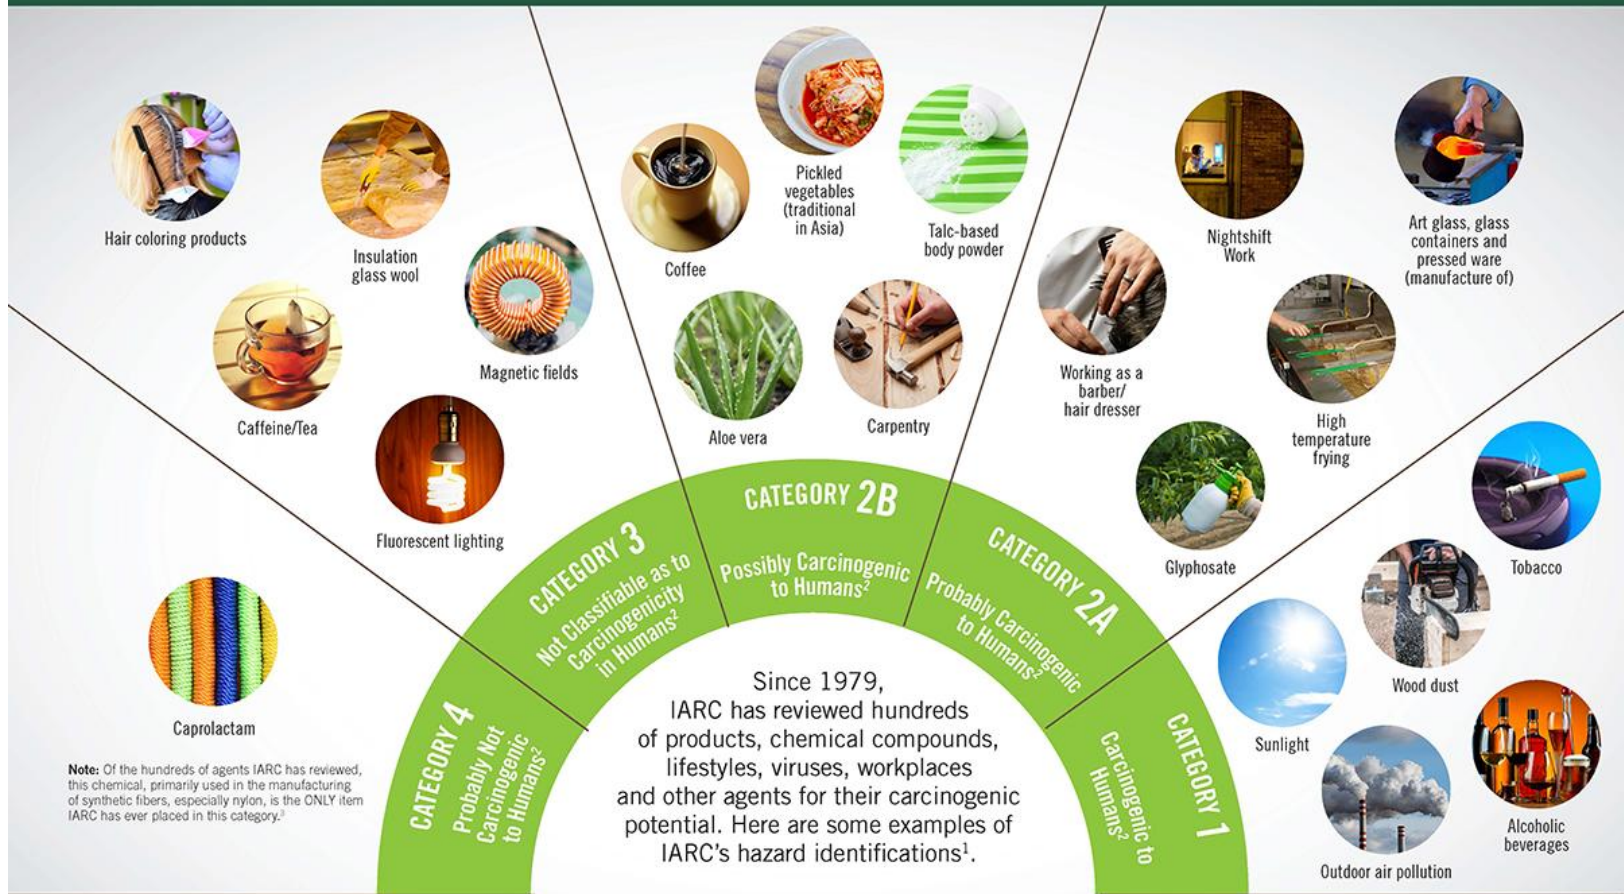 Hair coloring products
Insulation
glass wool
Caffeine/Tea
Magnetic fields
Fluorescent lighting
Coffee
Pickled
vegetables
(traditional
in Asia)
Talc-based
body powder
Aloe vera
Carpentry
Nightshift
Work
Art glass, glass
containers and
pressed ware
(manufacture of)
Working as a
barber/
hair dresser
High
temperature
frying
Glyphosate
Tobacco
Wood dust
Sunlight
Alcoholic
beverages
Outdoor air pollution
Caprolactam
Note: Of the hundreds of agents IARC has reviewed,
this chemical, primarily used in the manufacturing
of synthetic fibers, especially nylon, is the ONLY item
IARC has ever placed in this category.³
CATEGORY 4
Probably Not
Carcinogenic
to Humans²
CATEGORY 3
Not Classifiable as to
Carcinogenicity
in Humans²
CATEGORY 2B
Possibly Carcinogenic
to Humans²
CATEGORY 2A
Probably Carcinogenic
to Humans²
CATEGORY 1
Carcinogenic to
Humans²
Since 1979,
IARC has reviewed hundreds
of products, chemical compounds,
lifestyles, viruses, workplaces
and other agents for their carcinogenic
potential. Here are some examples of
IARC's hazard identifications¹.